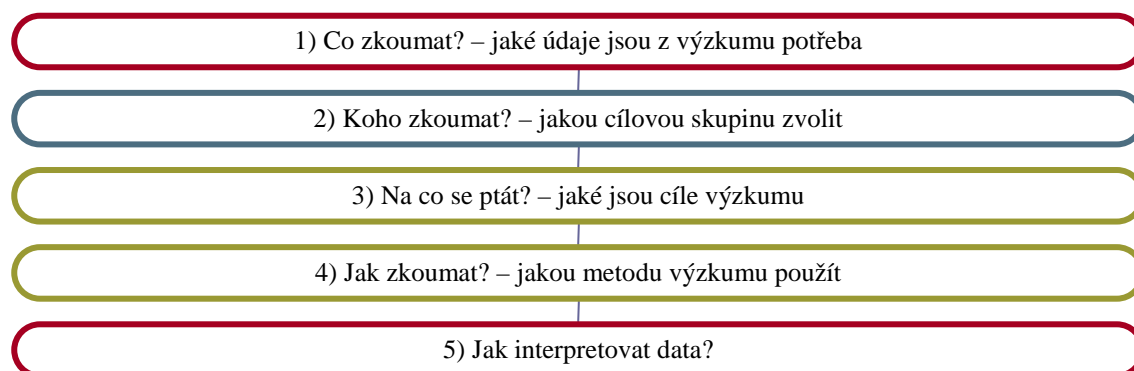 1) Co zkoumat? – jaké údaje jsou z výzkumu potřeba
2) Koho zkoumat? – jakou cílovou skupinu zvolit
3) Na co se ptát? – jaké jsou cíle výzkumu
4) Jak zkoumat? – jakou metodu výzkumu použít
5) Jak interpretovat data?